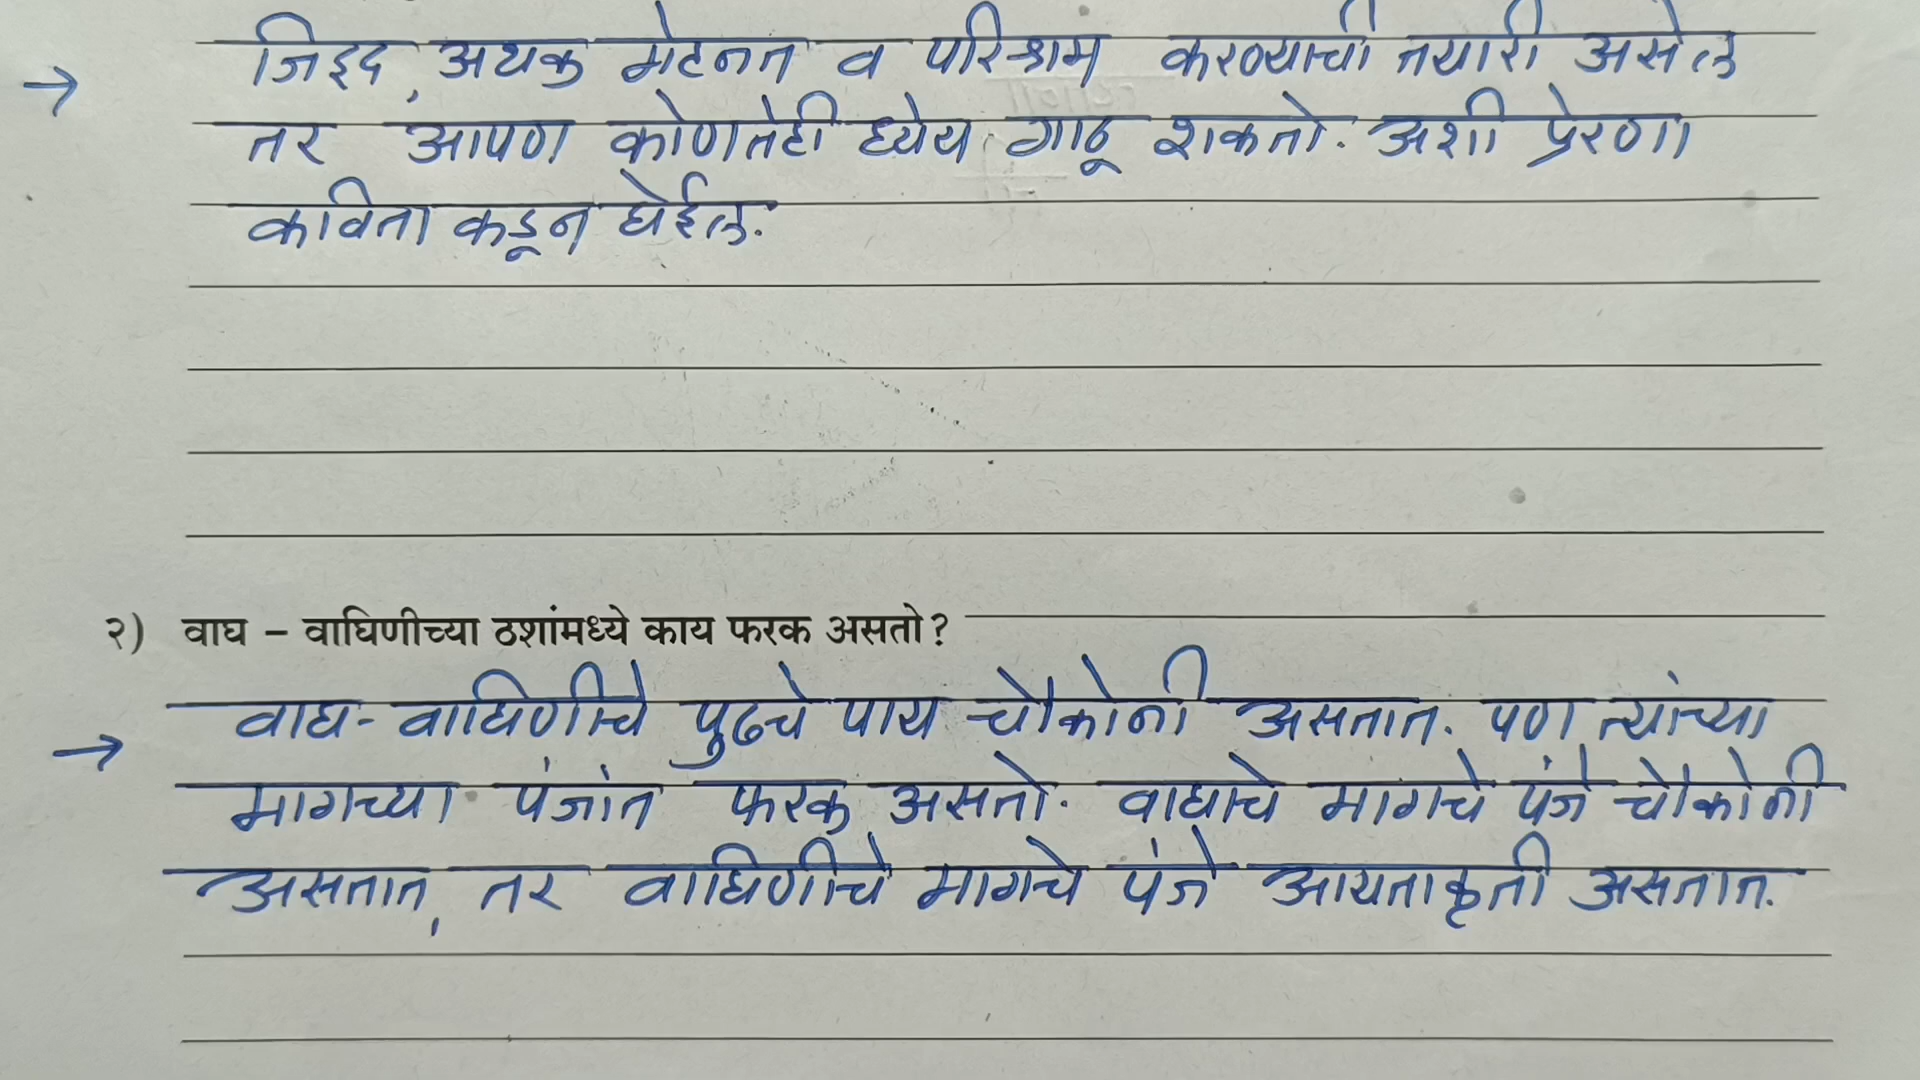 जिद्द, अथक मेहनत व परिश्रम करण्याची तयारी असेल
तर आपण कोणतेही ध्येय गाठू शकतो. अशी प्रेरणा
कविता कडून घेईल.
२) वाघ – वाघिणीच्या ठशांमध्ये काय फरक असतो?
वाघ-वाघिणीचे पुढचे पाय चौकोनी असतात. पण त्यांच्या
मागच्या पंजांत फरक असतो. वाघाचे मागचे पंजे चौकोनी
असतात, तर वाघिणीचे मागचे पंजे आयताकृती असतात.